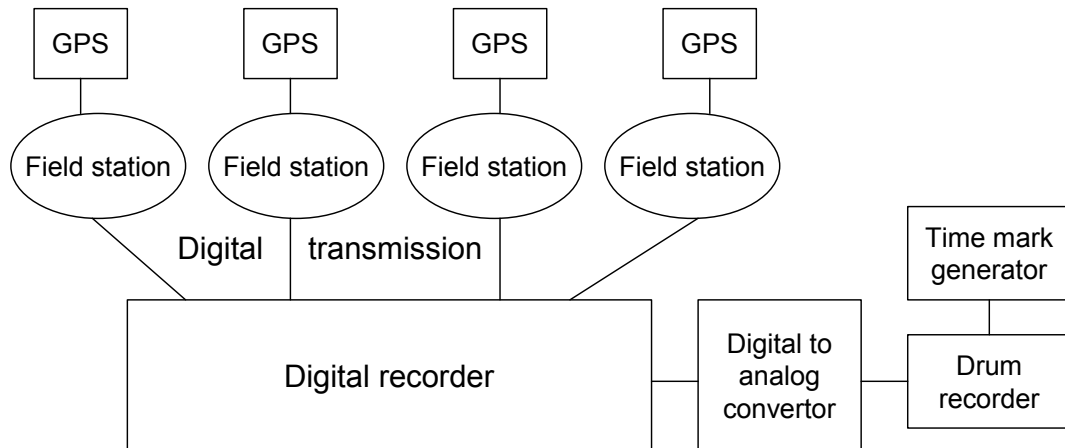 GPS
GPS
GPS
GPS
Field station
Field station
Field station
Field station
Digital transmission
Time mark
generator
Digital recorder
Digital to
analog
convertor
Drum
recorder